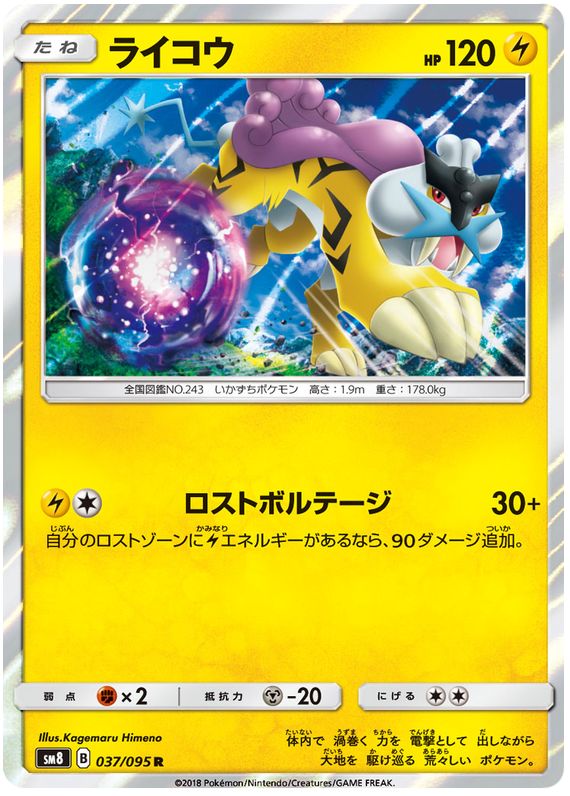 たね ライコウ HP 120
全国図鑑NO.243 いかずちポケモン 高さ:1.9m 重さ:178.0kg
ロストボルテージ 30+
自分のロストゾーンにエネルギーがあるなら、90ダメージ追加。
弱点 ×2 抵抗力 -20 にげる
Illus.Kagemaru Himeno
SM8 B 037/095 R
体内で 渦巻く 力を 電撃として 出しながら
大地を 駆け巡る 荒々しい ポケモン。
©2018 Pokémon/Nintendo/Creatures/GAME FREAK.